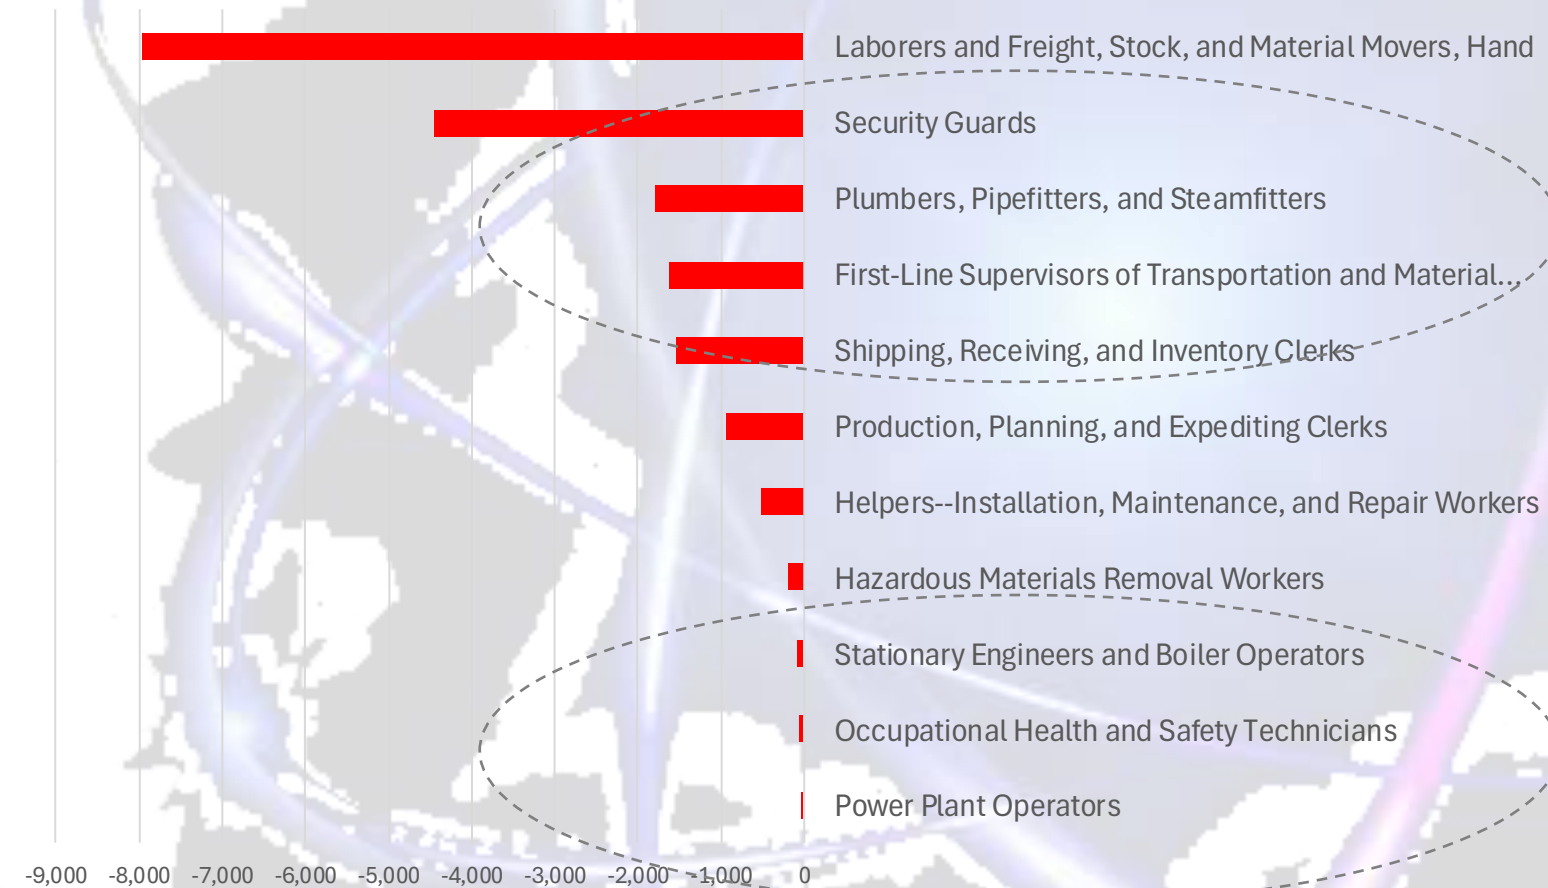 Laborers and Freight, Stock, and Material Movers, Hand
Security Guards
Plumbers, Pipefitters, and Steamfitters
First-Line Supervisors of Transportation and Material...
Shipping, Receiving, and Inventory Clerks
Production, Planning, and Expediting Clerks
Helpers--Installation, Maintenance, and Repair Workers
Hazardous Materials Removal Workers
Stationary Engineers and Boiler Operators
Occupational Health and Safety Technicians
Power Plant Operators
-9,000 -8,000 -7,000 -6,000 -5,000 -4,000 -3,000 -2,000 -1,000 0